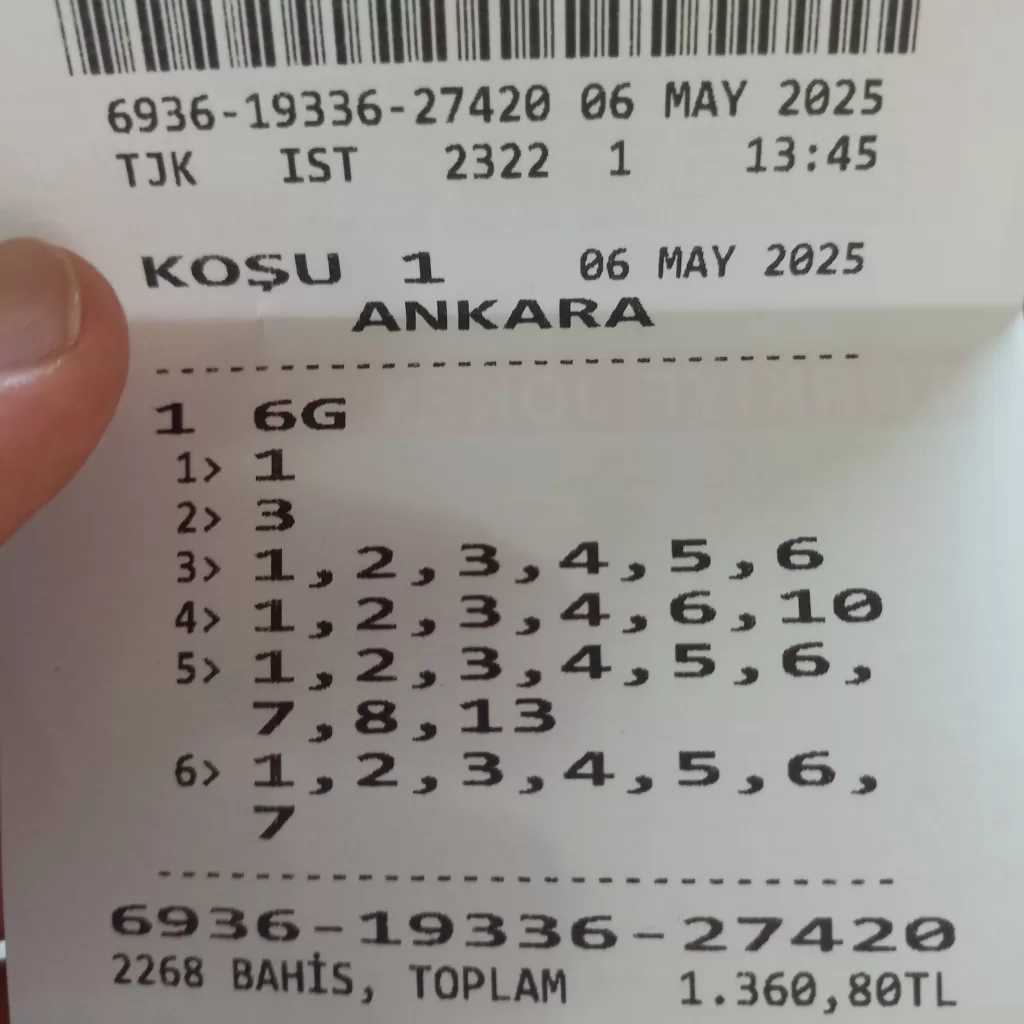 6936-19336-27420 06 MAY 2025
TJK IST 2322 1 13:45
KOŞU 1 06 MAY 2025
ANKARA
------------------------------
1 6G
1> 1
2> 3
3> 1,2,3,4,5,6
4> 1,2,3,4,6,10
5> 1,2,3,4,5,6,
7,8,13
6> 1,2,3,4,5,6,
7
------------------------------
6936-19336-27420
2268 BAHİS, TOPLAM 1.360,80TL